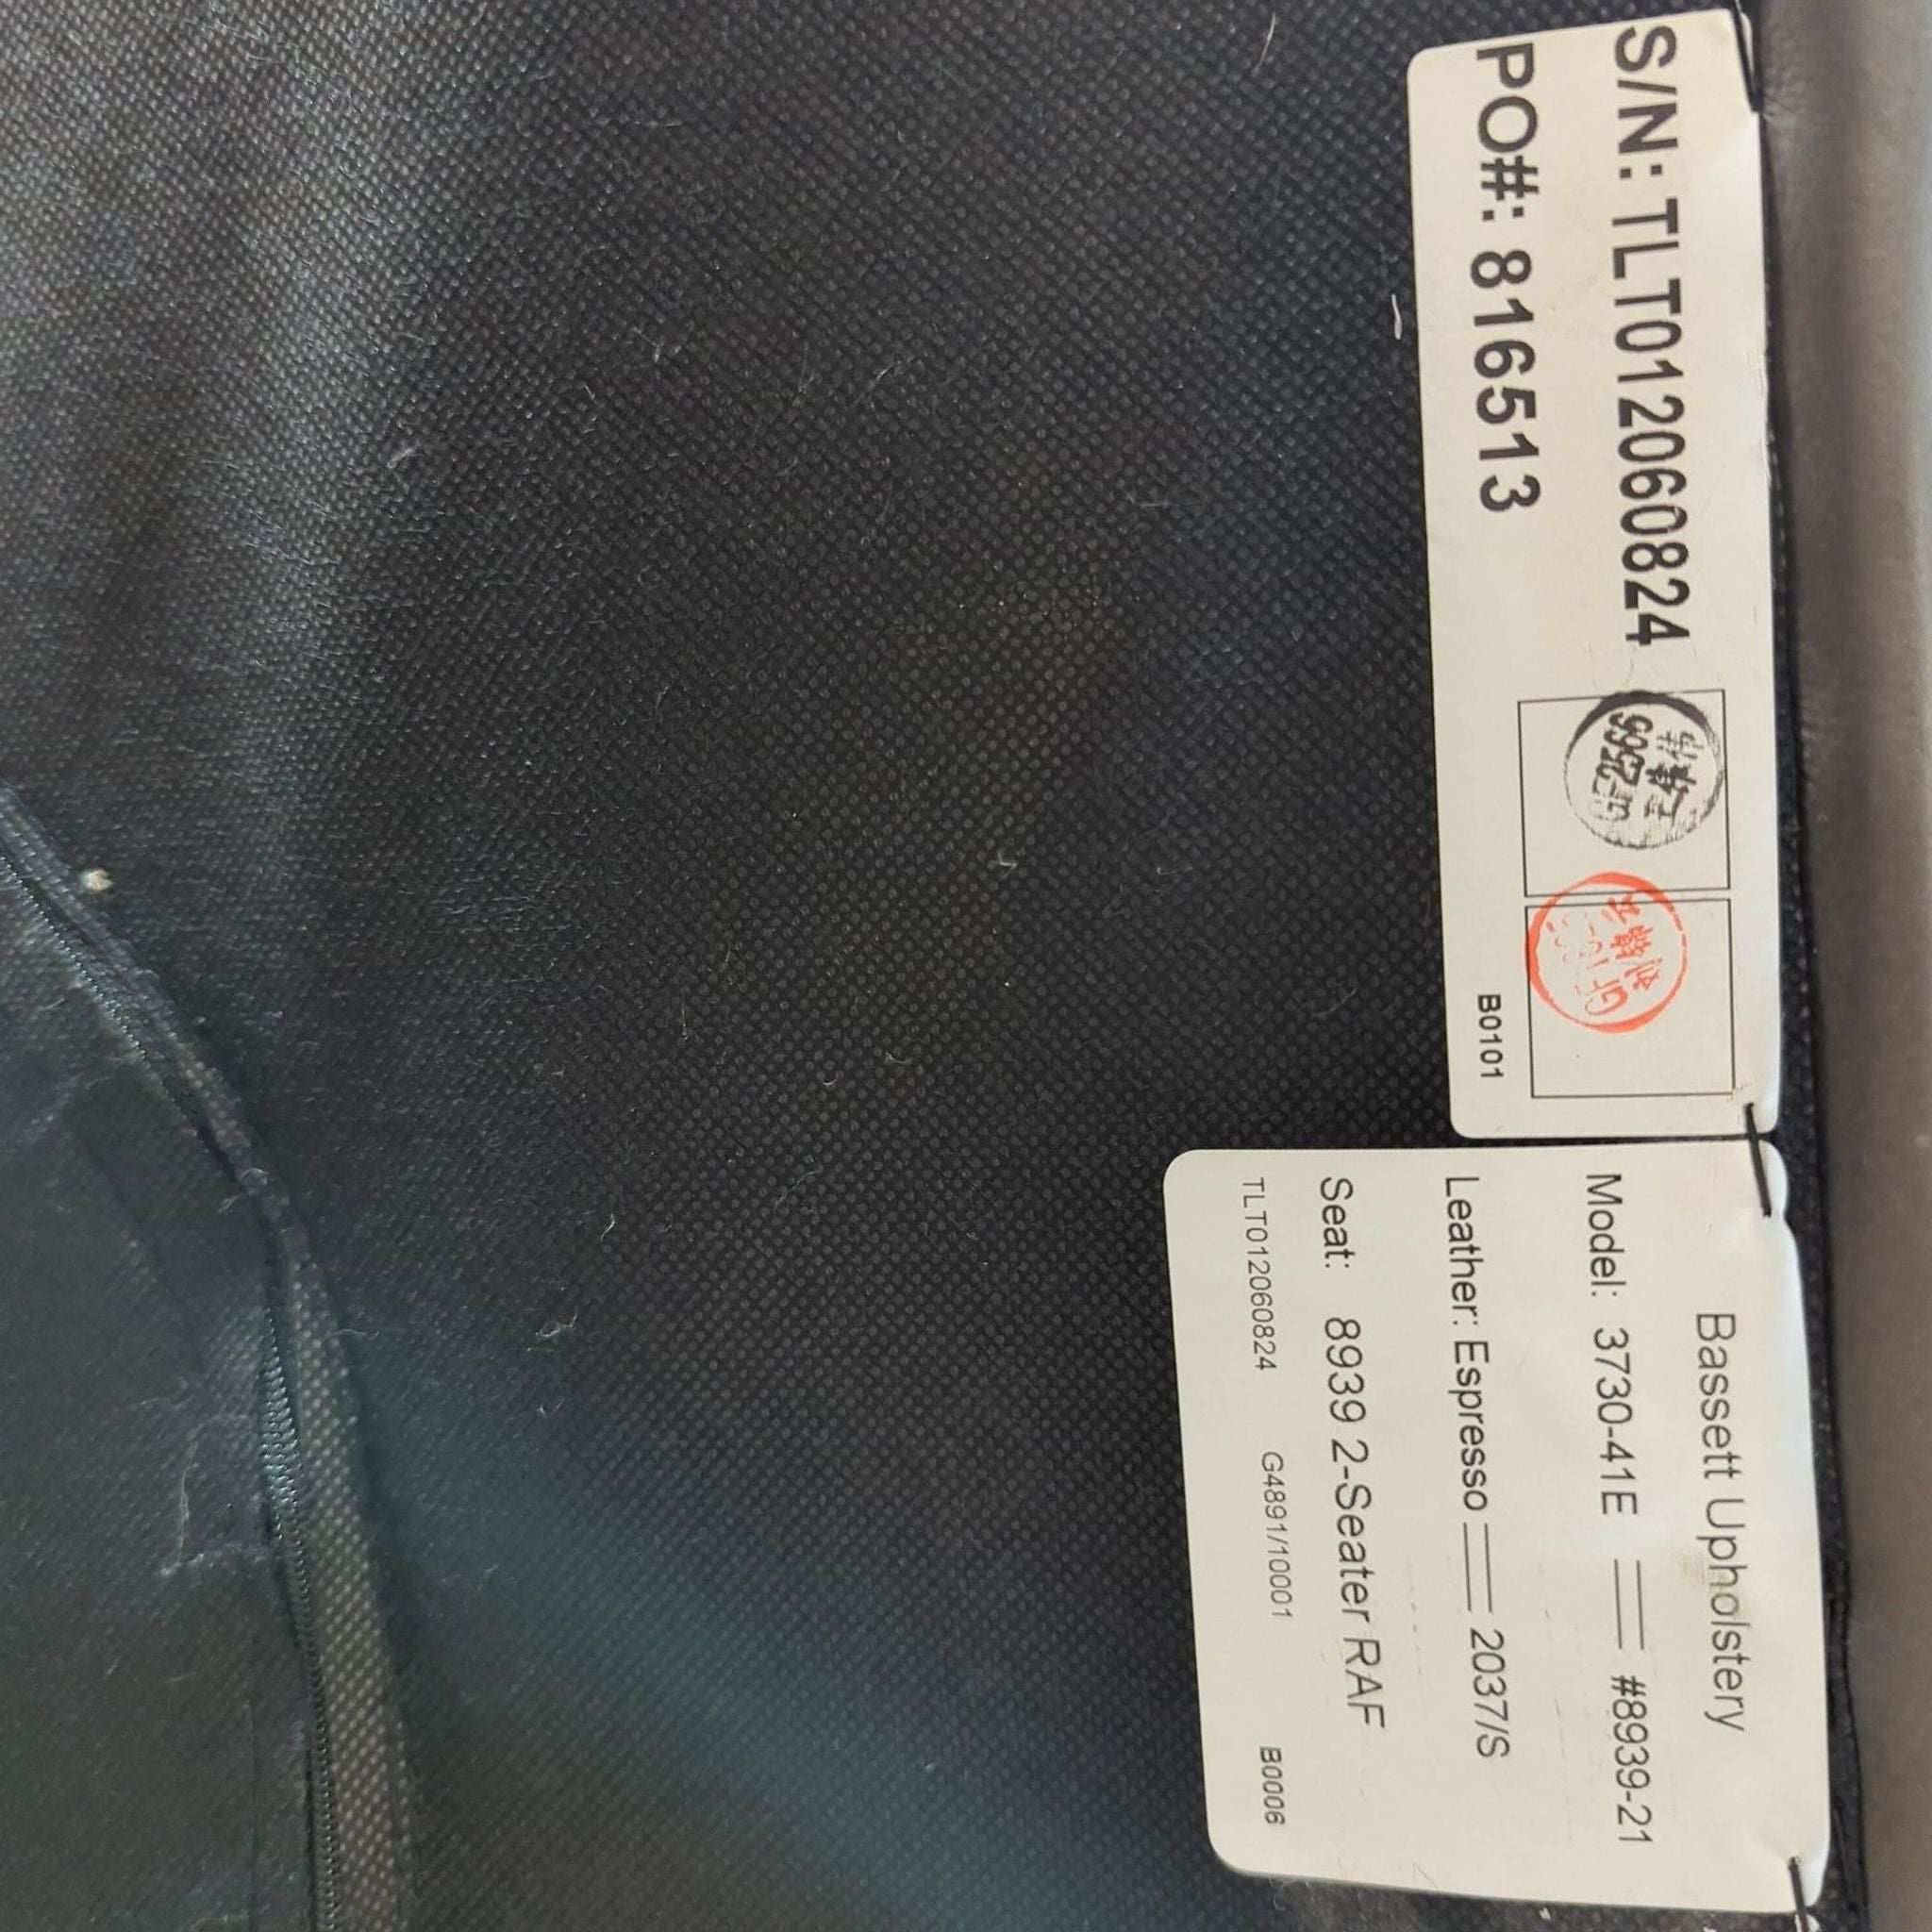 S/N: TLT012060824
PO#: 816513
B0101
Bassett Upholstery
Model: 3730-41E == #8939-21
Leather: Espresso == 2037/S
Seat: 8939 2-Seater RAF
TLT012060824 G4891/10001 B0006